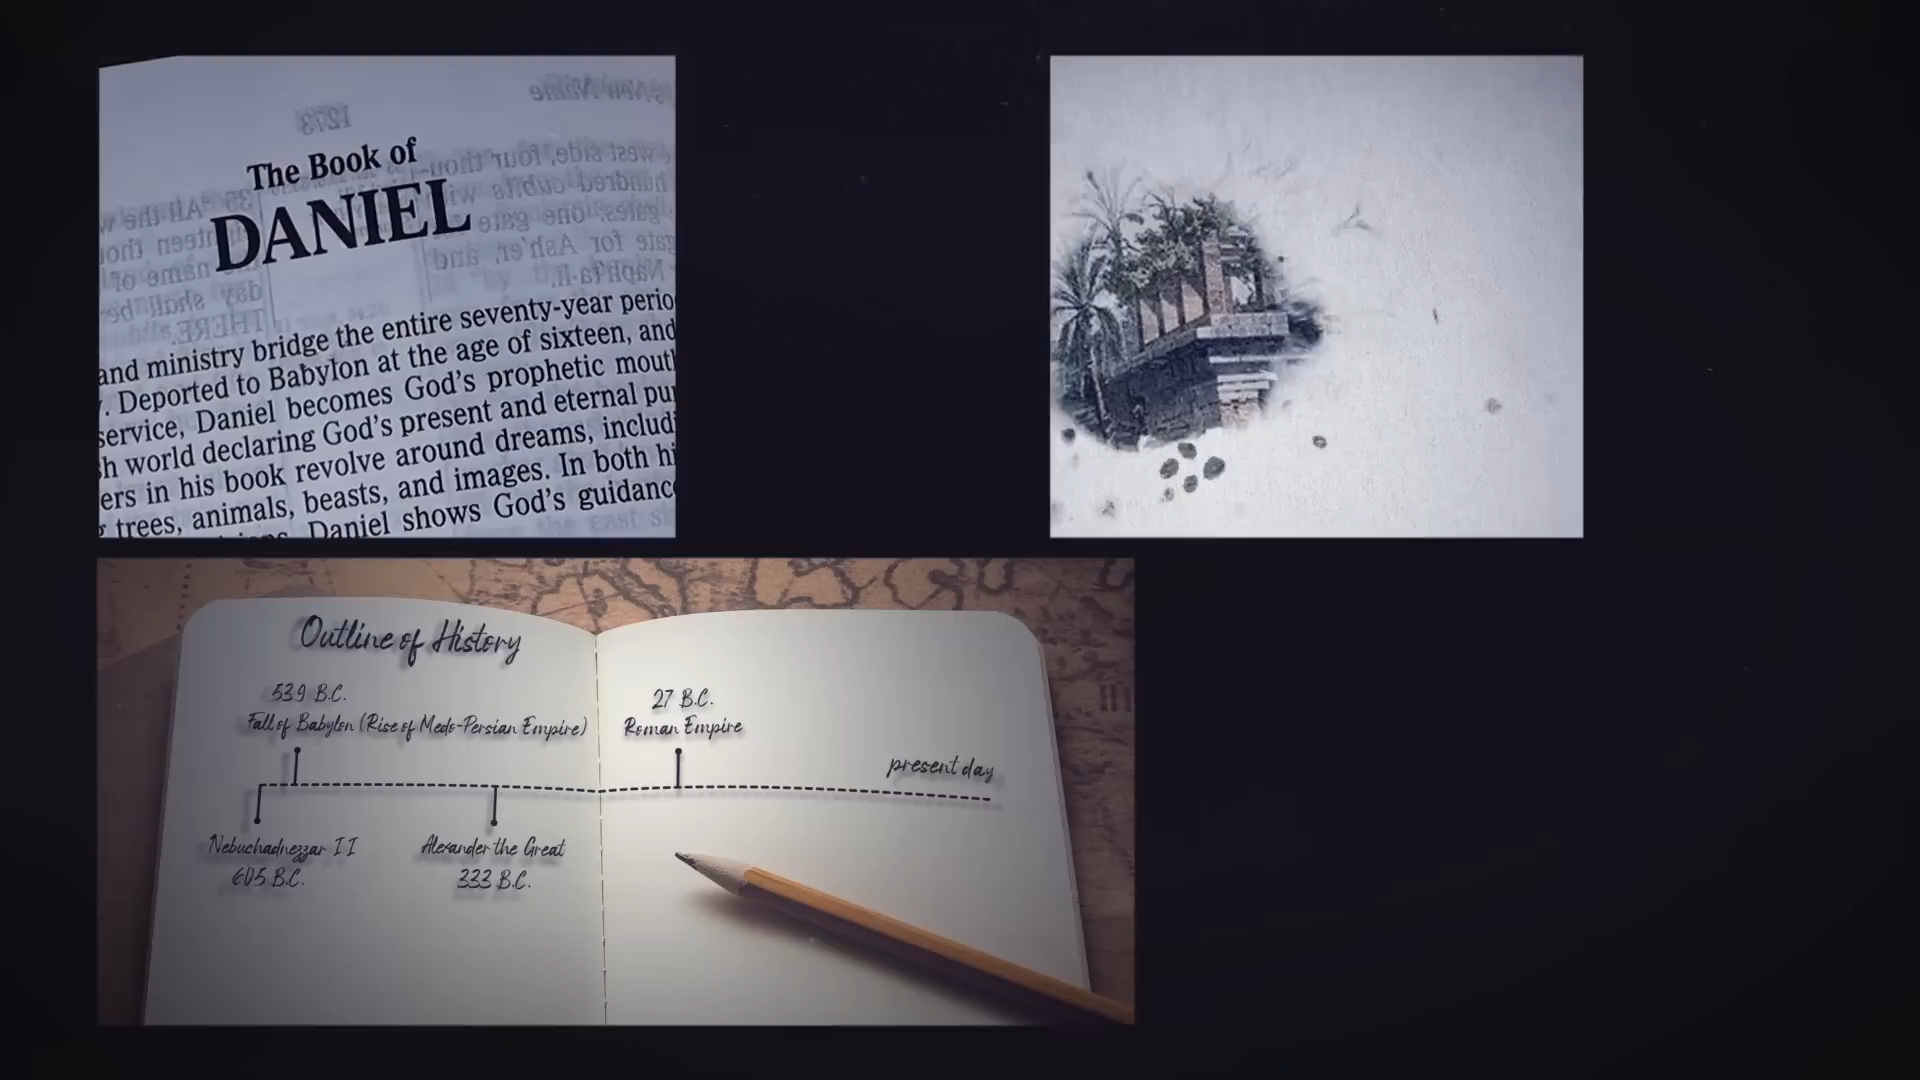 The Book of
DANIEL
and ministry bridge the entire seventy-year perio
. Deported to Babylon at the age of sixteen, and
service, Daniel becomes God's prophetic mout
h world declaring God's present and eternal pu
ers in his book revolve around dreams, includ
trees, animals, beasts, and images. In both hi
Daniel shows God's guidanc
Outline of History
539 B.C.
Fall of Babylon (Rise of Medo-Persian Empire)
27 B.C.
Roman Empire
present day
Nebuchadnezzar II
605 B.C.
Alexander the Great
333 B.C.